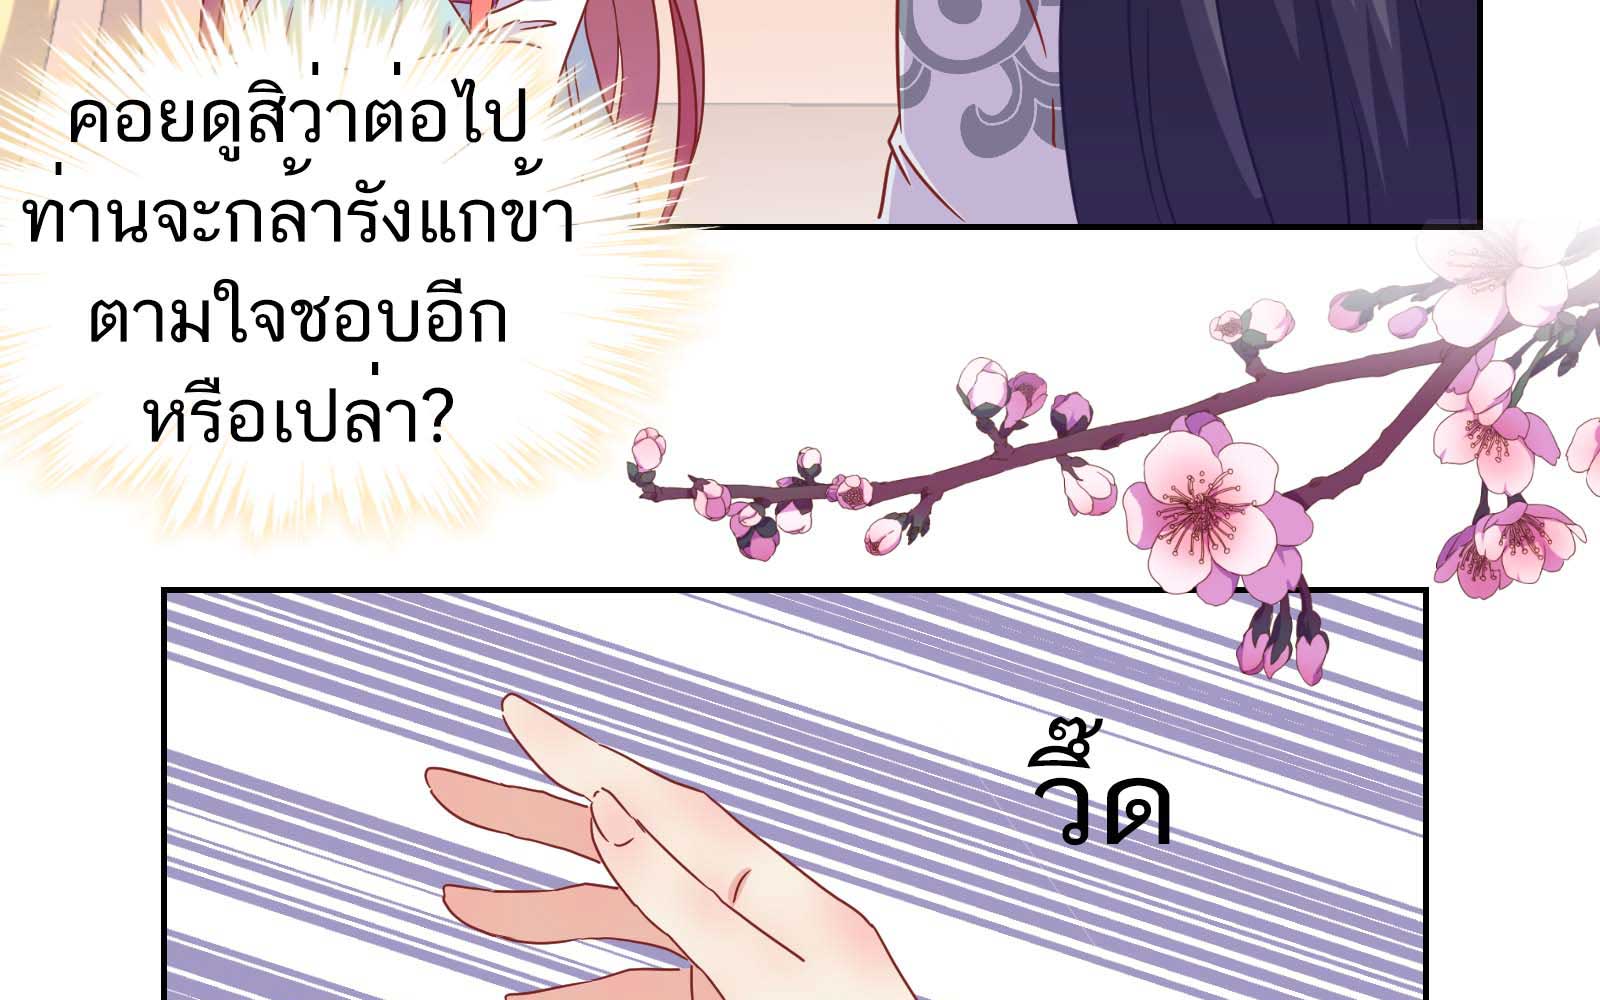 คอยดูสิว่าต่อไป
ท่านจะกล้ารังแกข้า
ตามใจชอบอีก
หรือเปล่า?
วี๊ด